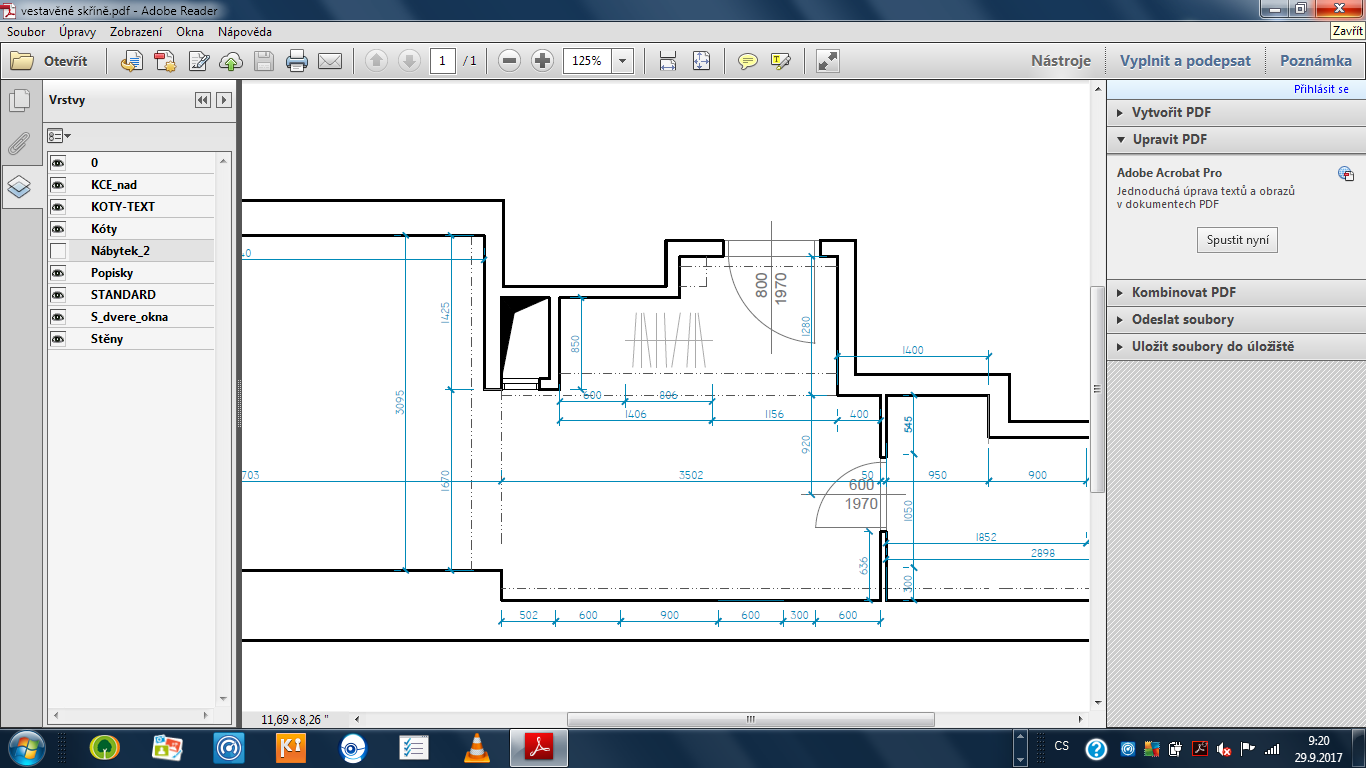 vestavěné skříně.pdf - Adobe Reader
Zavřít
Soubor Úpravy Zobrazení Okna Nápověda
Otevřít
1 / 1
125%
Nástroje Vyplnit a podepsat Poznámka
Přihlásit se
Vrstvy
0
KCE_nad
KOTY-TEXT
Kóty
Nábytek_2
Popisky
STANDARD
S_dvere_okna
Stěny
Vytvořit PDF
Upravit PDF
Adobe Acrobat Pro
Jednoduchá úprava textů a obrazů
v dokumentech PDF
Spustit nyní
Kombinovat PDF
Odeslat soubory
Uložit soubory do úložiště
40
1425
3095
1670
703
850
600 806
1406 1156 400
800
1970
1280
920
1400
545
3502
50
950 900
600
1970
1050
1852
2898
636
300
502 600 900 600 300 600
11,69 x 8,26 "
CS
9:20
29.9.2017